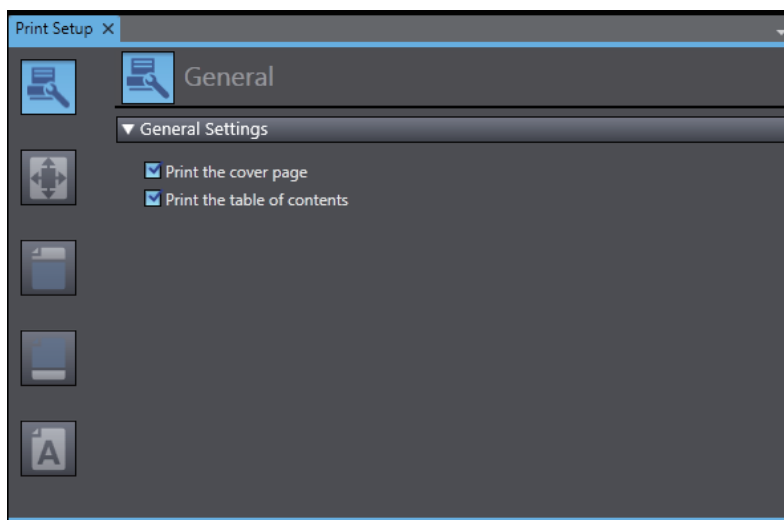 Print Setup
General
General Settings
Print the cover page
Print the table of contents
A